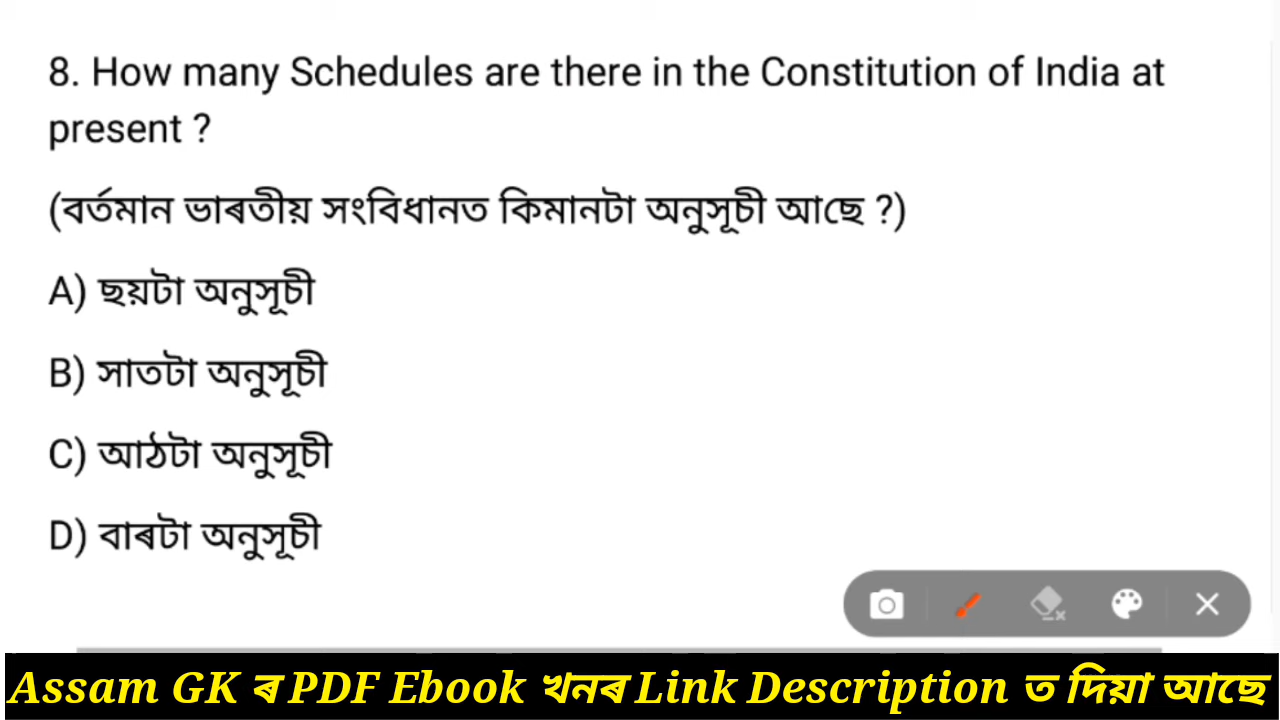 8. How many Schedules are there in the Constitution of India at
present ?
(বৰ্তমান ভাৰতীয় সংবিধানত কিমানটা অনুসূচী আছে ?)
A) ছয়টা অনুসূচী
B) সাতটা অনুসূচী
C) আঠটা অনুসূচী
D) বাৰটা অনুসূচী
Assam GK ৰ PDF Ebook খনৰ Link Description ত দিয়া আছে